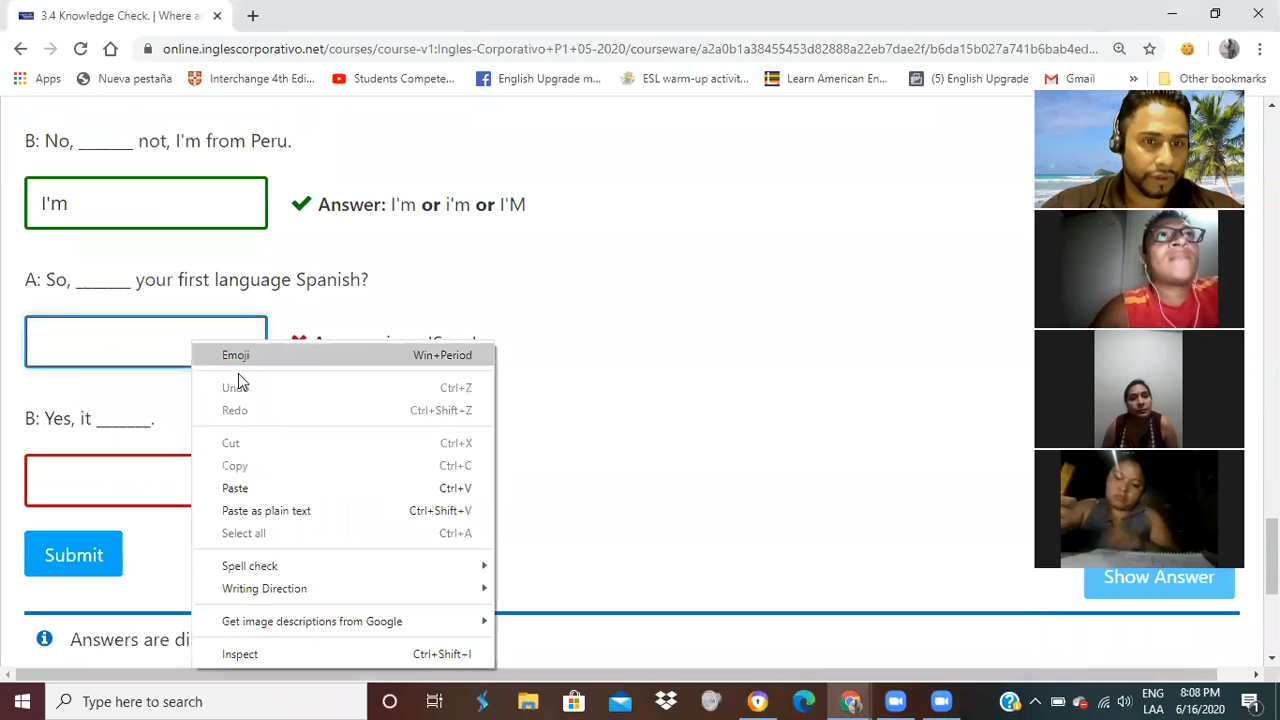 3.4 Knowledge Check. | Where a
online.inglescorporativo.net/courses/course-v1:Ingles-Corporativo+P1+05-2020/courseware/a2a0b1a38455453d82888a22eb7dae2f/b6da15b027a741b6bab4ed...
Apps Nueva pestaña Interchange 4th Edi... Students Compete... English Upgrade m... ESL warm-up activit... Learn American En... (5) English Upgrade Gmail » Other bookmarks
B: No, _______ not, I'm from Peru.
I'm
Answer: I'm or i'm or I'M
A: So, _______ your first language Spanish?
Emoji Win+Period
Undo Ctrl+Z
Redo Ctrl+Shift+Z
B: Yes, it _______.
Cut Ctrl+X
Copy Ctrl+C
Paste Ctrl+V
Paste as plain text Ctrl+Shift+V
Select all Ctrl+A
Submit
Spell check
Show Answer
Writing Direction
Get image descriptions from Google
Answers are di
Inspect Ctrl+Shift+I
Type here to search
ENG
LAA
8:08 PM
6/16/2020